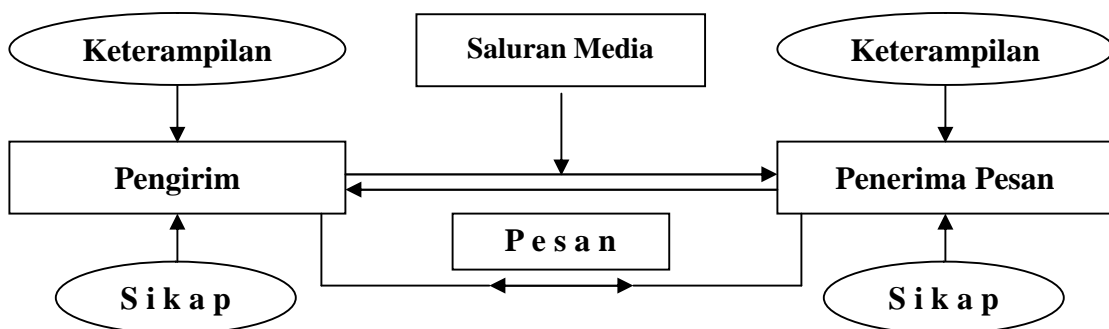 Keterampilan
Saluran Media
Keterampilan
Pengirim
Penerima Pesan
P e s a n
S i k a p
S i k a p